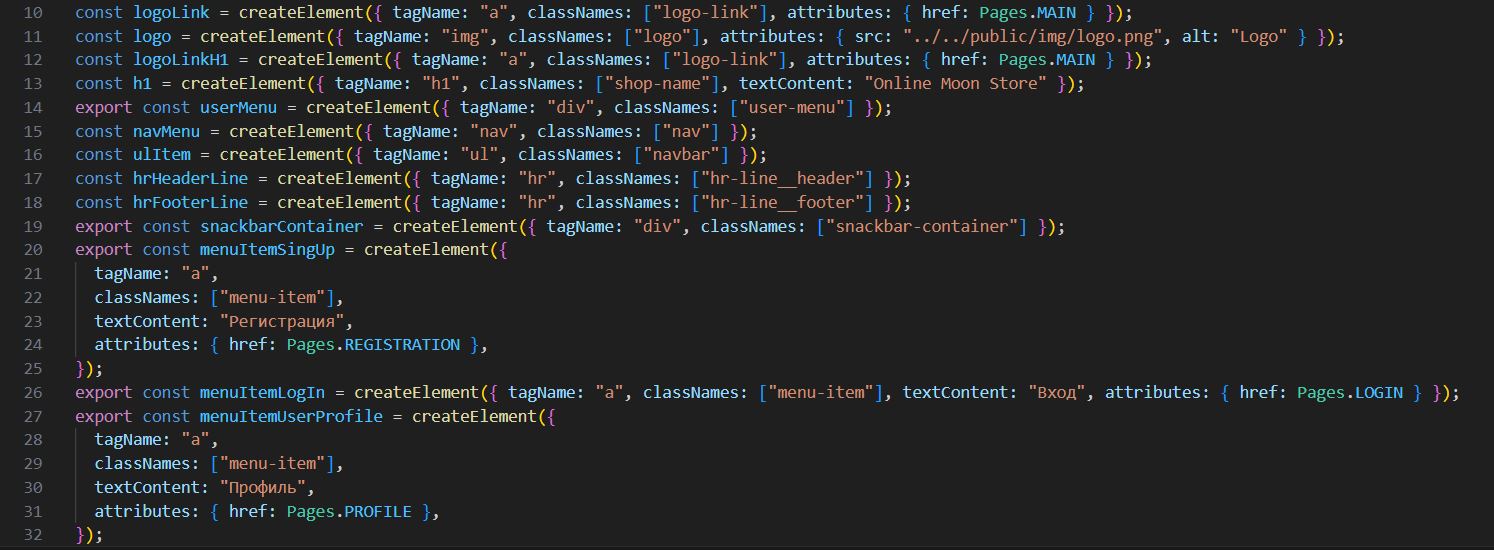 10 const logoLink = createElement({ tagName: "a", classNames: ["logo-link"], attributes: { href: Pages.MAIN } });
11 const logo = createElement({ tagName: "img", classNames: ["logo"], attributes: { src: "../../public/img/logo.png", alt: "Logo" } });
12 const logoLinkH1 = createElement({ tagName: "a", classNames: ["logo-link"], attributes: { href: Pages.MAIN } });
13 const h1 = createElement({ tagName: "h1", classNames: ["shop-name"], textContent: "Online Moon Store" });
14 export const userMenu = createElement({ tagName: "div", classNames: ["user-menu"] });
15 const navMenu = createElement({ tagName: "nav", classNames: ["nav"] });
16 const ulItem = createElement({ tagName: "ul", classNames: ["navbar"] });
17 const hrHeaderLine = createElement({ tagName: "hr", classNames: ["hr-line__header"] });
18 const hrFooterLine = createElement({ tagName: "hr", classNames: ["hr-line__footer"] });
19 export const snackbarContainer = createElement({ tagName: "div", classNames: ["snackbar-container"] });
20 export const menuItemSingUp = createElement({
21   tagName: "a",
22   classNames: ["menu-item"],
23   textContent: "Регистрация",
24   attributes: { href: Pages.REGISTRATION },
25 });
26 export const menuItemLogIn = createElement({ tagName: "a", classNames: ["menu-item"], textContent: "Вход", attributes: { href: Pages.LOGIN } });
27 export const menuItemUserProfile = createElement({
28   tagName: "a",
29   classNames: ["menu-item"],
30   textContent: "Профиль",
31   attributes: { href: Pages.PROFILE },
32 });